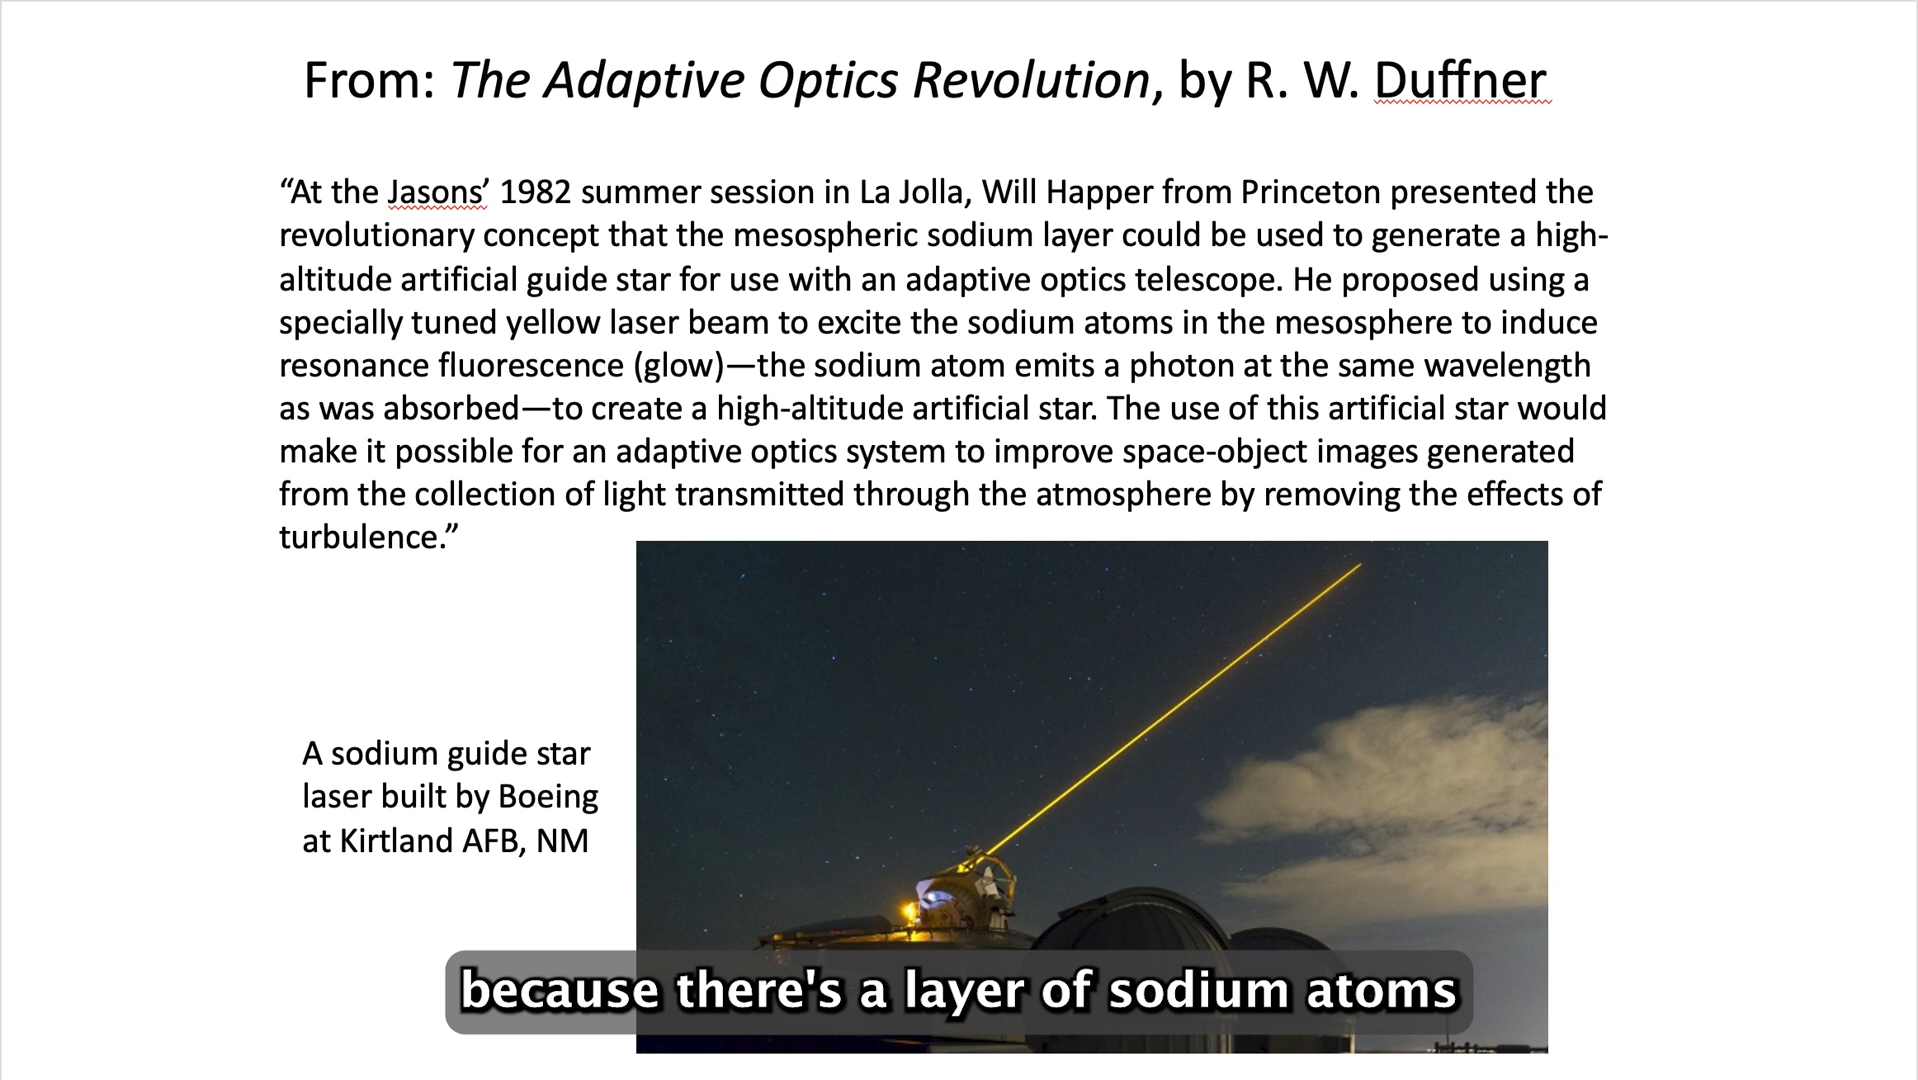 From: The Adaptive Optics Revolution, by R. W. Duffner
“At the Jasons’ 1982 summer session in La Jolla, Will Happer from Princeton presented the
revolutionary concept that the mesospheric sodium layer could be used to generate a high-
altitude artificial guide star for use with an adaptive optics telescope. He proposed using a
specially tuned yellow laser beam to excite the sodium atoms in the mesosphere to induce
resonance fluorescence (glow)—the sodium atom emits a photon at the same wavelength
as was absorbed—to create a high-altitude artificial star. The use of this artificial star would
make it possible for an adaptive optics system to improve space-object images generated
from the collection of light transmitted through the atmosphere by removing the effects of
turbulence.”
A sodium guide star
laser built by Boeing
at Kirtland AFB, NM
because there's a layer of sodium atoms